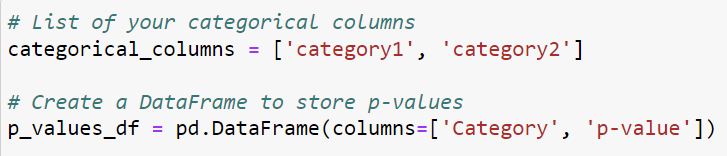 # List of your categorical columns
categorical_columns = ['category1', 'category2']
# Create a DataFrame to store p-values
p_values_df = pd.DataFrame(columns=['Category', 'p-value'])